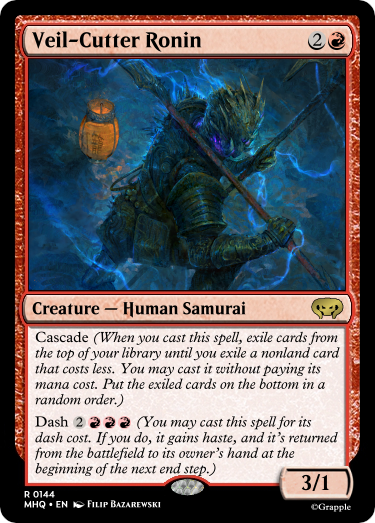 Veil-Cutter Ronin 2
Creature — Human Samurai
Cascade (When you cast this spell, exile cards from
the top of your library until you exile a nonland card
that costs less. You may cast it without paying its
mana cost. Put the exiled cards on the bottom in a
random order.)
Dash 2 (You may cast this spell for its
dash cost. If you do, it gains haste, and it's returned
from the battlefield to its owner's hand at the
beginning of the next end step.)
3/1
R 0144
MHQ • EN Filip Bazarewski
©Grapple